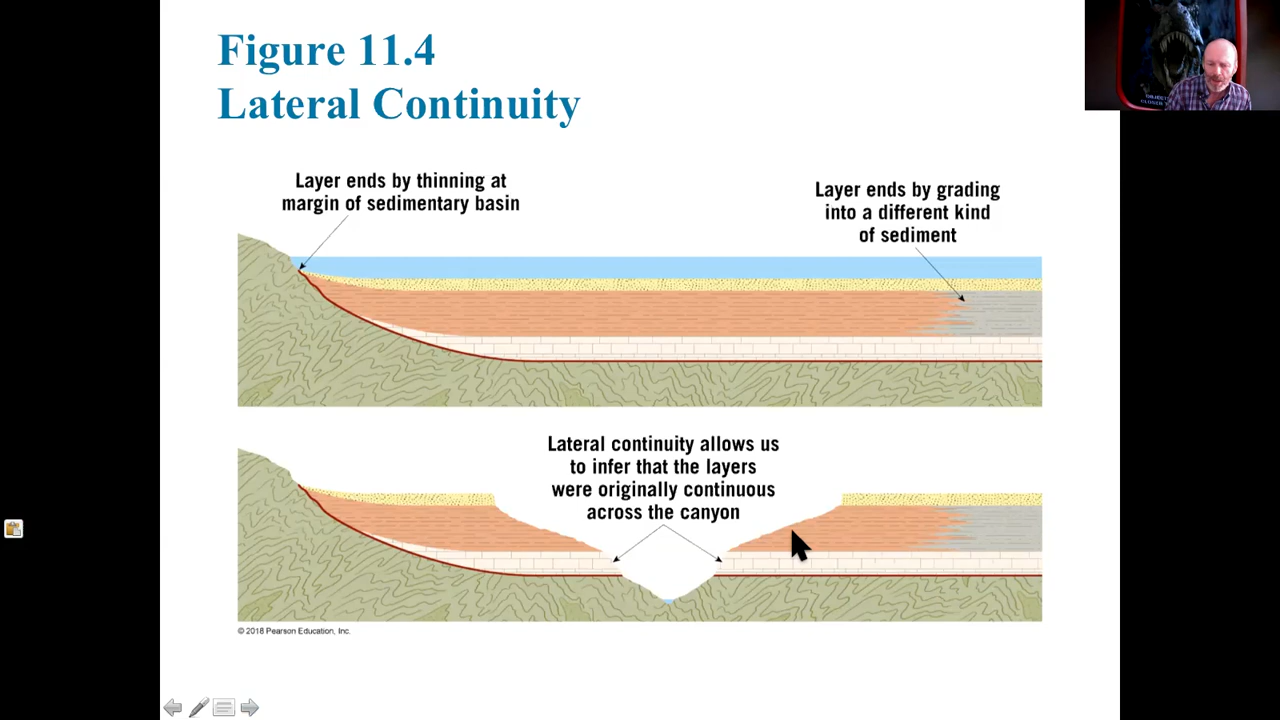 Figure 11.4
Lateral Continuity
Layer ends by thinning at
margin of sedimentary basin
Layer ends by grading
into a different kind
of sediment
Lateral continuity allows us
to infer that the layers
were originally continuous
across the canyon
© 2018 Pearson Education, Inc.